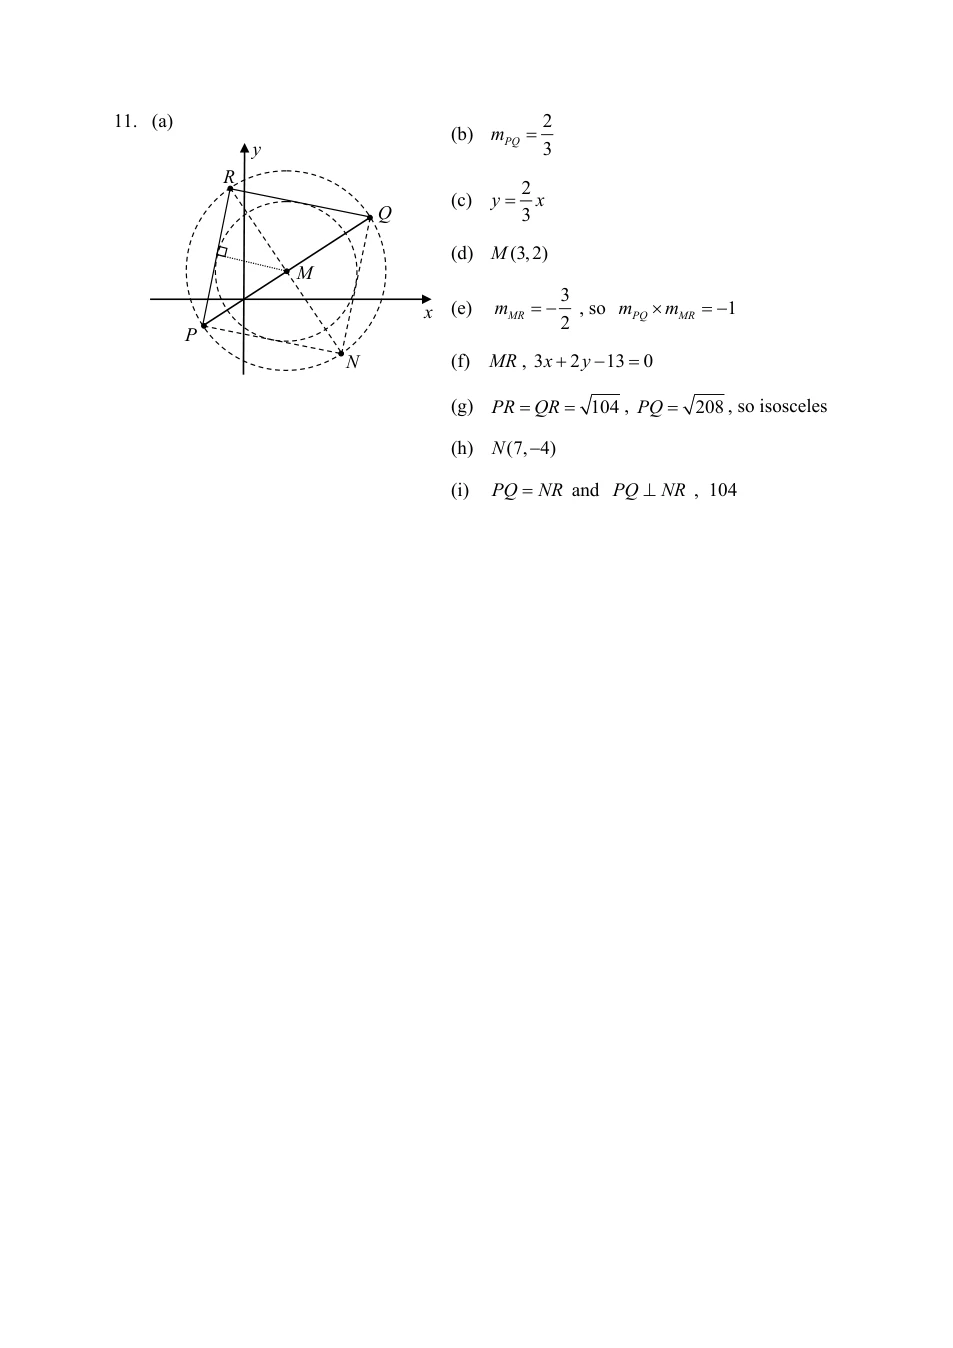 11. (a)
y
R
Q
M
x
P
N
(b) m_PQ = 2/3
(c) y = 2/3 x
(d) M(3,2)
(e) m_MR = −3/2 , so m_PQ × m_MR = −1
(f) MR , 3x + 2y − 13 = 0
(g) PR = QR = √104 , PQ = √208 , so isosceles
(h) N(7,−4)
(i) PQ = NR and PQ ⊥ NR , 104